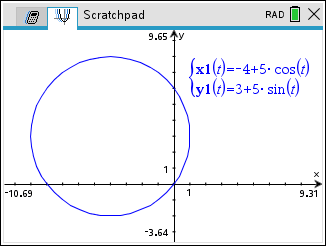 Scratchpad
RAD
9.65
y
x1(t)=-4+5·cos(t)
y1(t)=3+5·sin(t)
1
x
-10.69
1
9.31
-3.64